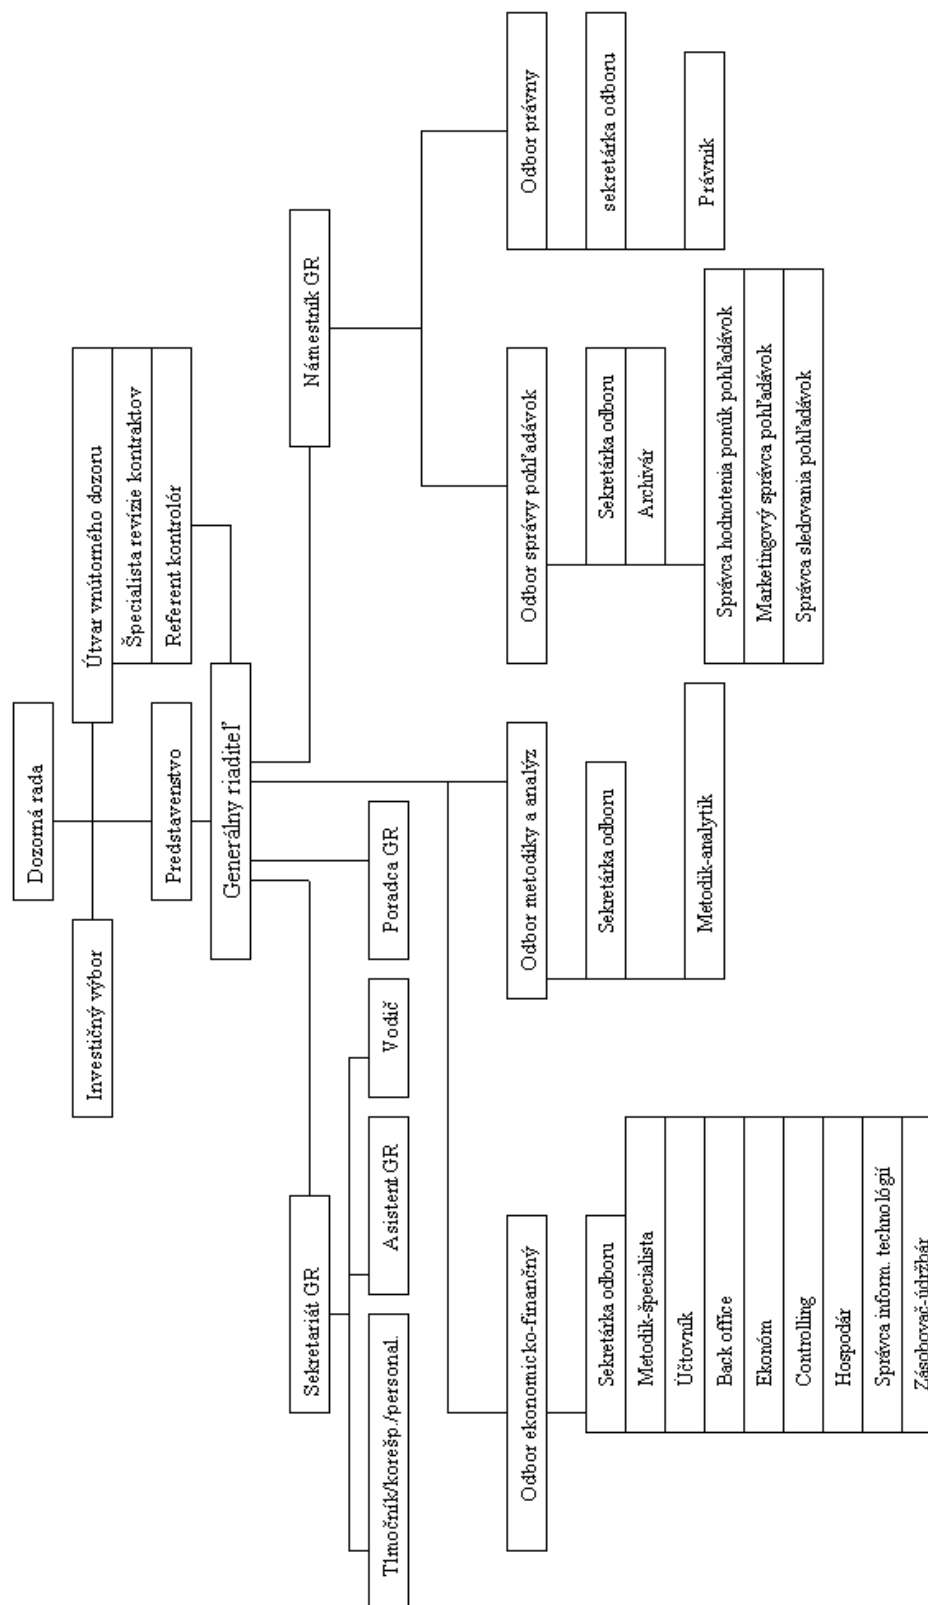 Dozorná rada
Investičný výbor
Útvar vnútorného dozoru
Špecialista revízie kontraktov
Referent kontrolór
Predstavenstvo
Generálny riaditeľ
Sekretariát GR
Námestník GR
Tlmočník/korešp./personal.
Asistent GR
Vodič
Poradca GR
Odbor ekonomicko-finančný
Odbor metodiky a analýz
Odbor správy pohľadávok
Odbor právny
Sekretárka odboru
Metodik-špecialista
Účtovník
Back office
Ekonóm
Controlling
Hospodár
Správca inform. technológií
Zásobovač-údržbár
Sekretárka odboru
Metodik-analytik
Sekretárka odboru
Archivár
Správca hodnotenia ponúk pohľadávok
Marketingový správca pohľadávok
Správca sledovania pohľadávok
sekretárka odboru
Právnik